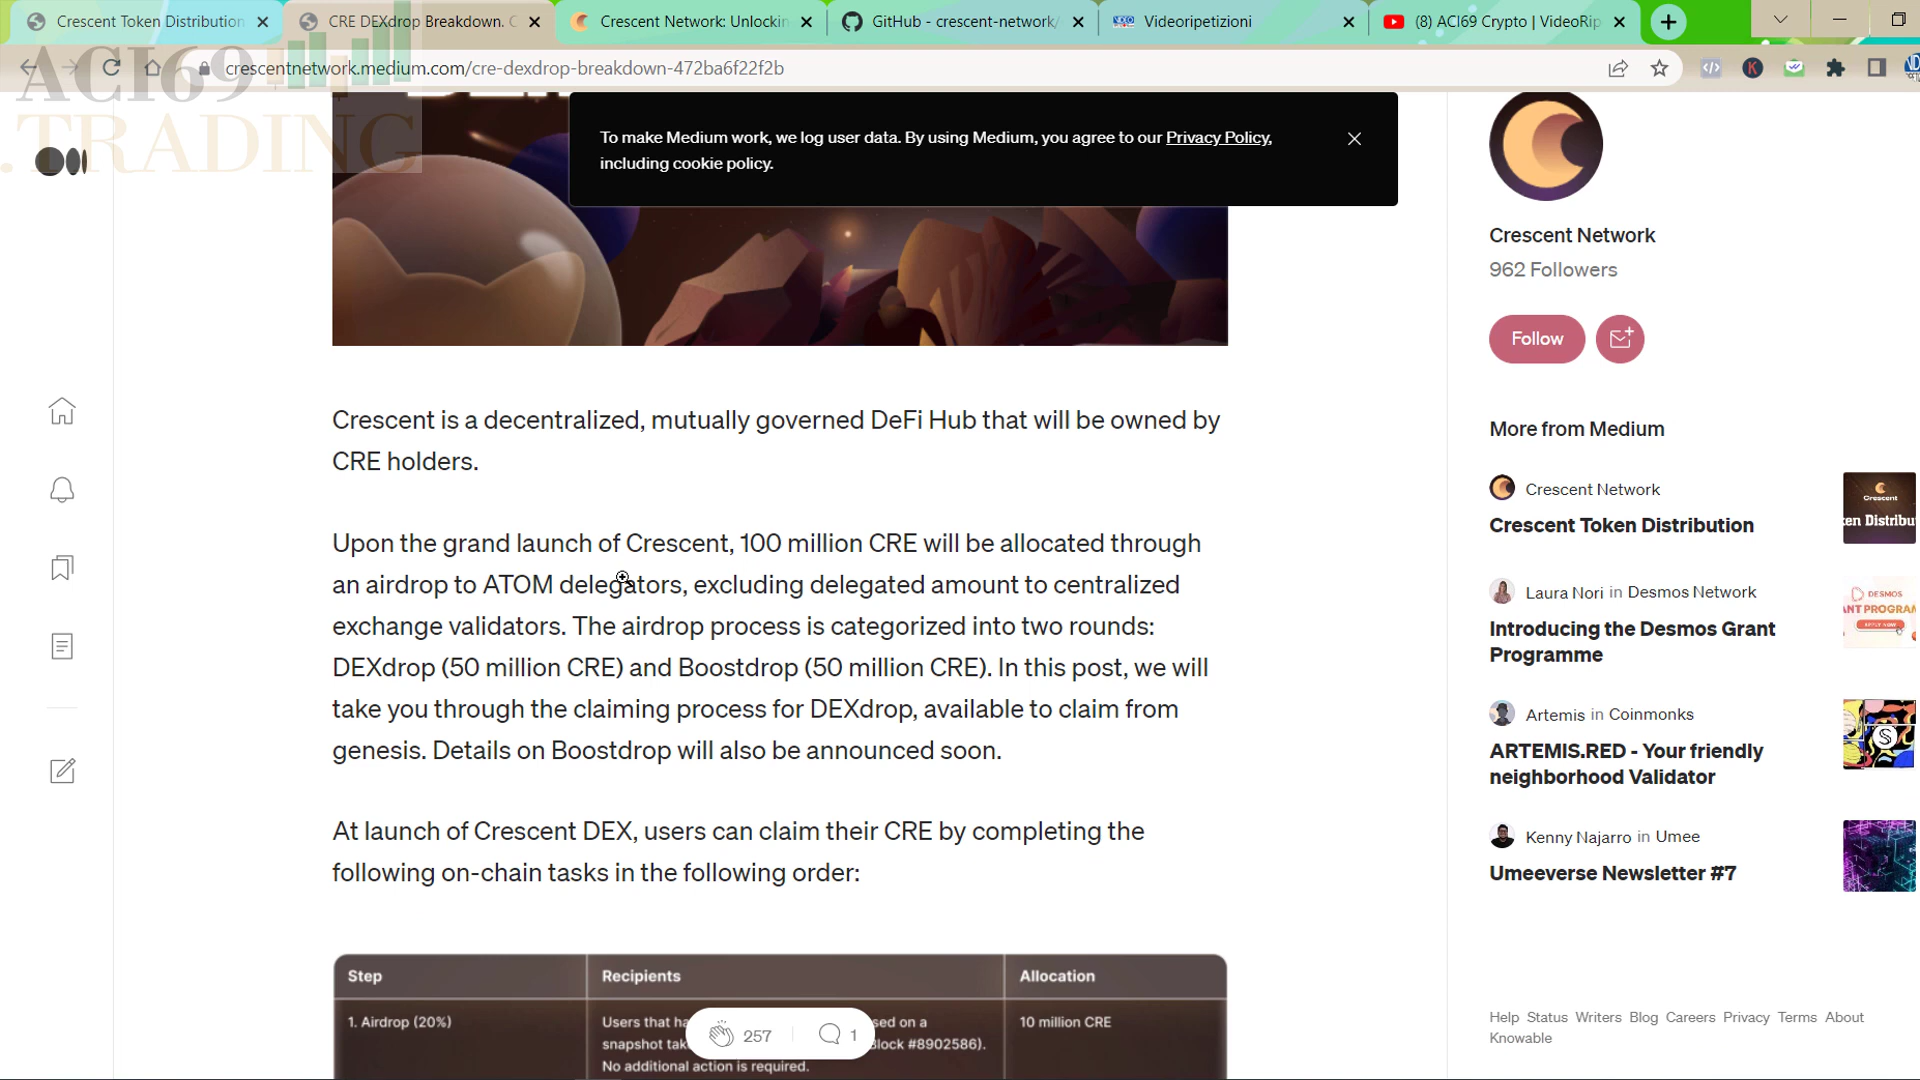 Crescent Token Distribution
CRE DEXdrop Breakdown.
Crescent Network: Unlockin
GitHub - crescent-network/
Videoripetizioni
(8) ACI69 Crypto | VideoRip
crescentnetwork.medium.com/cre-dexdrop-breakdown-472ba6f22f2b
ACI69
.TRADING
To make Medium work, we log user data. By using Medium, you agree to our Privacy Policy,
including cookie policy.
Crescent is a decentralized, mutually governed DeFi Hub that will be owned by
CRE holders.
Upon the grand launch of Crescent, 100 million CRE will be allocated through
an airdrop to ATOM delegators, excluding delegated amount to centralized
exchange validators. The airdrop process is categorized into two rounds:
DEXdrop (50 million CRE) and Boostdrop (50 million CRE). In this post, we will
take you through the claiming process for DEXdrop, available to claim from
genesis. Details on Boostdrop will also be announced soon.
At launch of Crescent DEX, users can claim their CRE by completing the
following on-chain tasks in the following order:
Step
Recipients
Allocation
1. Airdrop (20%)
Users that ha
sed on a
snapshot tak
Block #8902586).
No additional action is required.
10 million CRE
257
1
Crescent Network
962 Followers
Follow
More from Medium
Crescent Network
Crescent Token Distribution
Crescent
en Distribu
Laura Nori in Desmos Network
Introducing the Desmos Grant
Programme
DESMOS
ANT PROGRAM
APPLY NOW
Artemis in Coinmonks
ARTEMIS.RED - Your friendly
neighborhood Validator
Kenny Najarro in Umee
Umeeverse Newsletter #7
Help Status Writers Blog Careers Privacy Terms About
Knowable